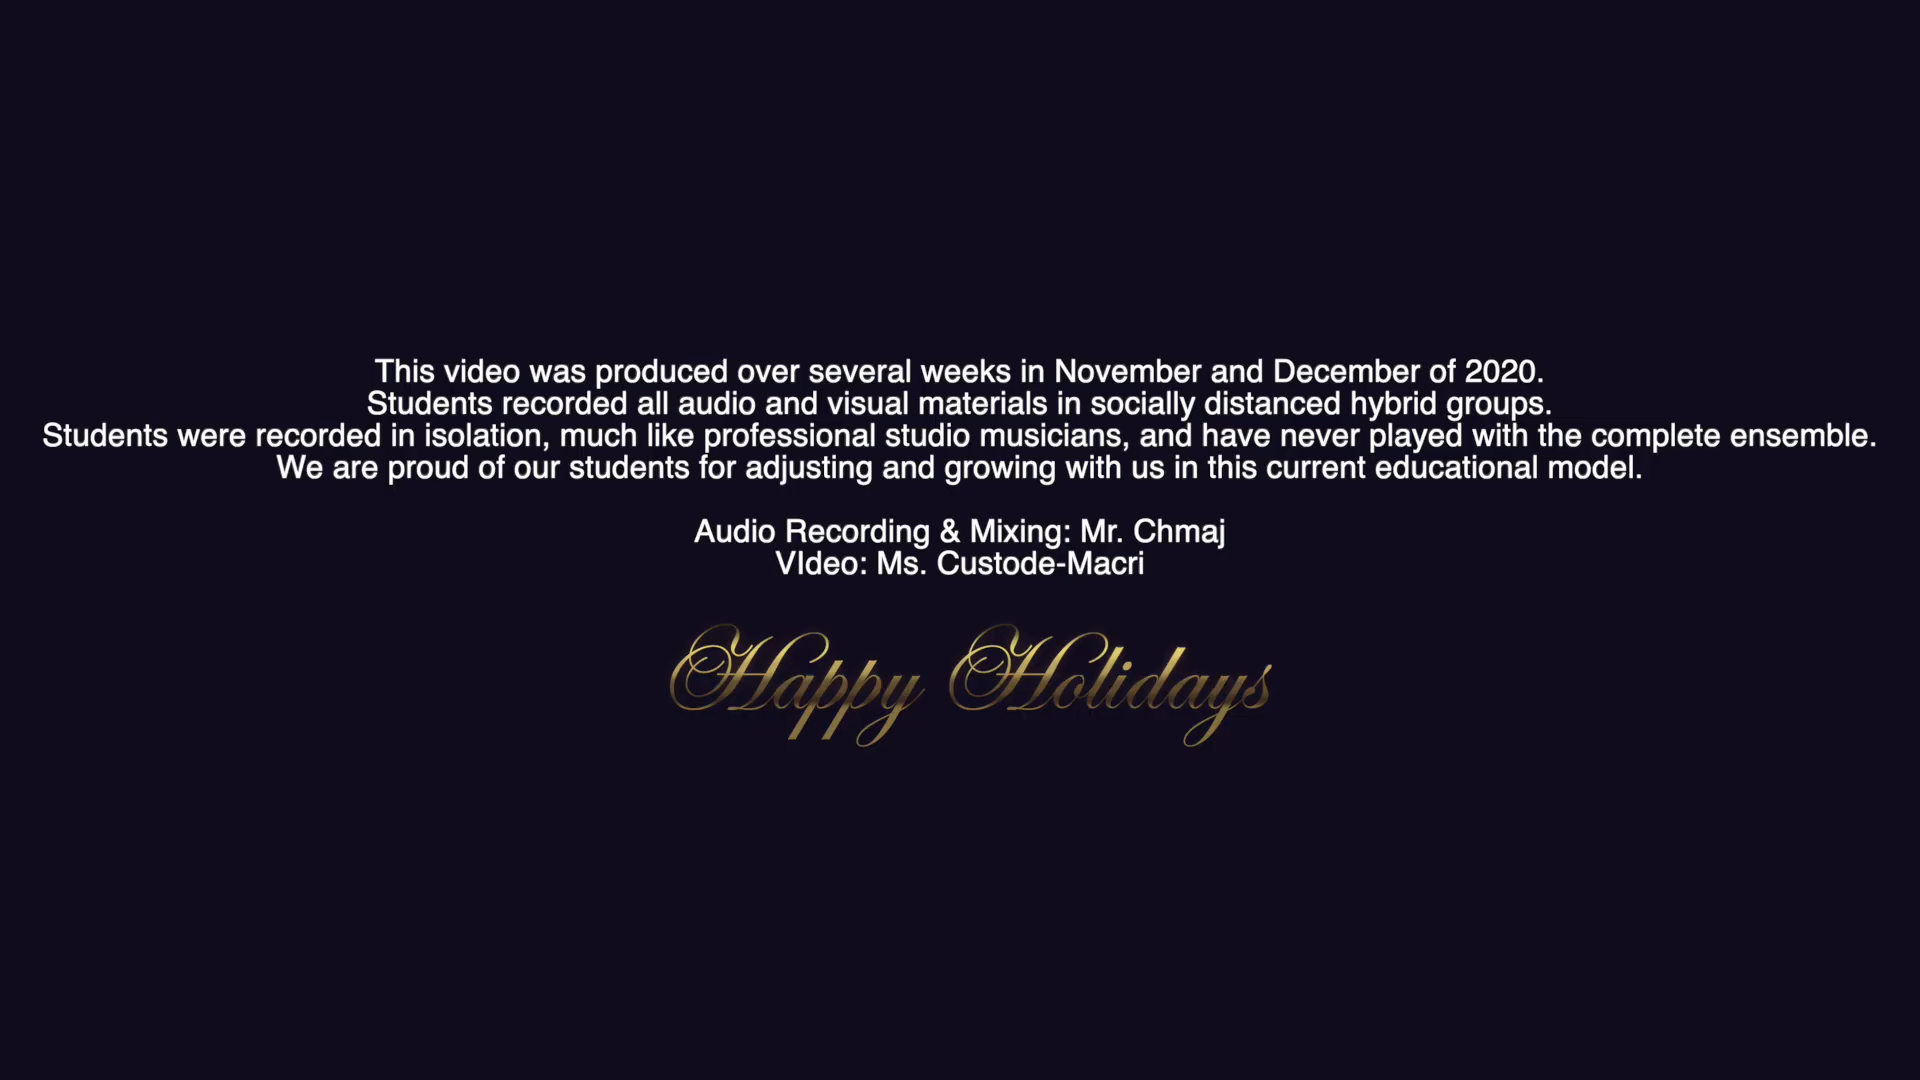 This video was produced over several weeks in November and December of 2020.
Students recorded all audio and visual materials in socially distanced hybrid groups.
Students were recorded in isolation, much like professional studio musicians, and have never played with the complete ensemble.
We are proud of our students for adjusting and growing with us in this current educational model.
Audio Recording & Mixing: Mr. Chmaj
VIdeo: Ms. Custode-Macri
Happy Holidays